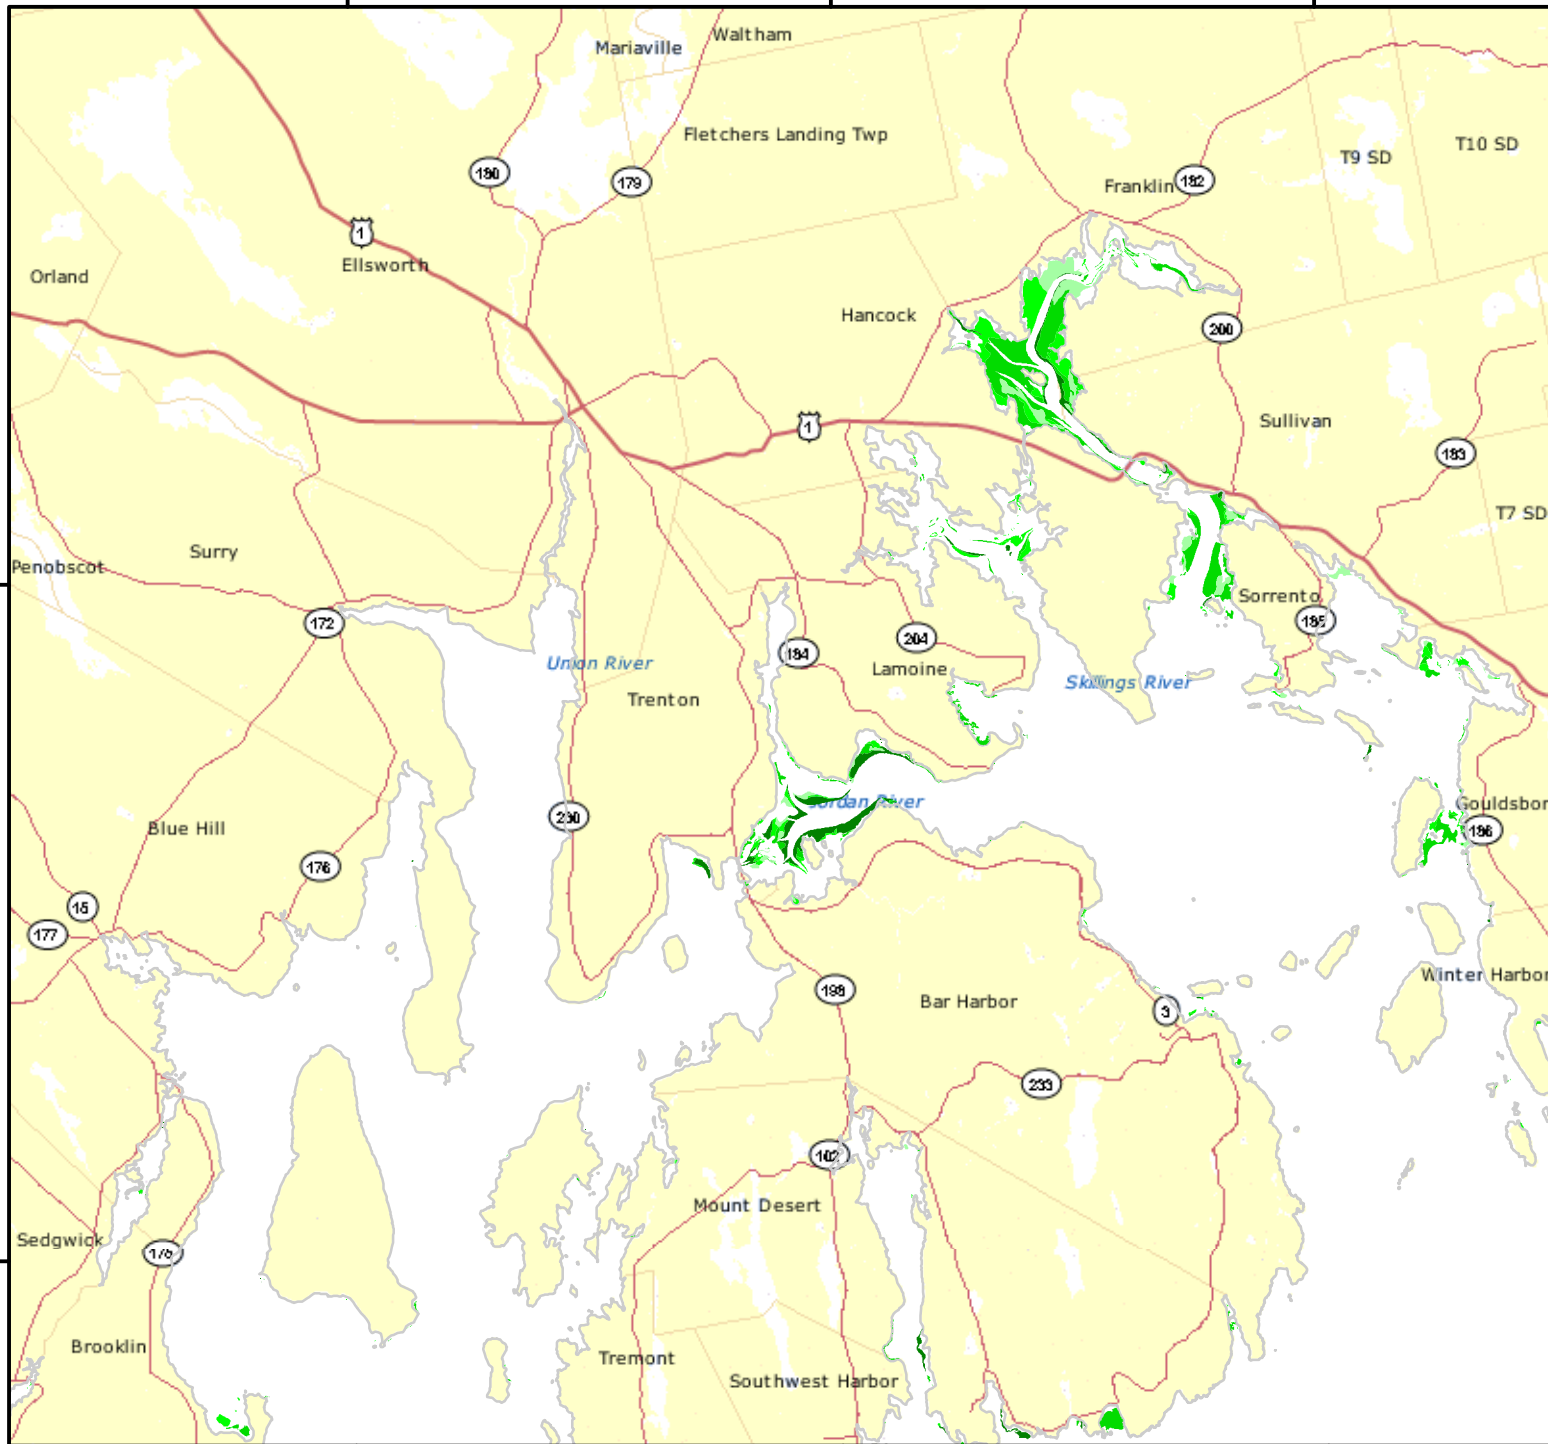 Waltham
Mariaville
Fletchers Landing Twp
T10 SD
T9 SD
180
179
Franklin
182
1
Ellsworth
Orland
Hancock
200
Sullivan
1
183
T7 SD
Surry
Penobscot
Sorrento
172
185
204
184
Union River
Lamoine
Skillings River
Trenton
Jordan River
Gouldsbor
230
Blue Hill
186
176
15
177
Winter Harbor
198
Bar Harbor
3
233
102
Mount Desert
Sedgwick
175
Brooklin
Tremont
Southwest Harbor